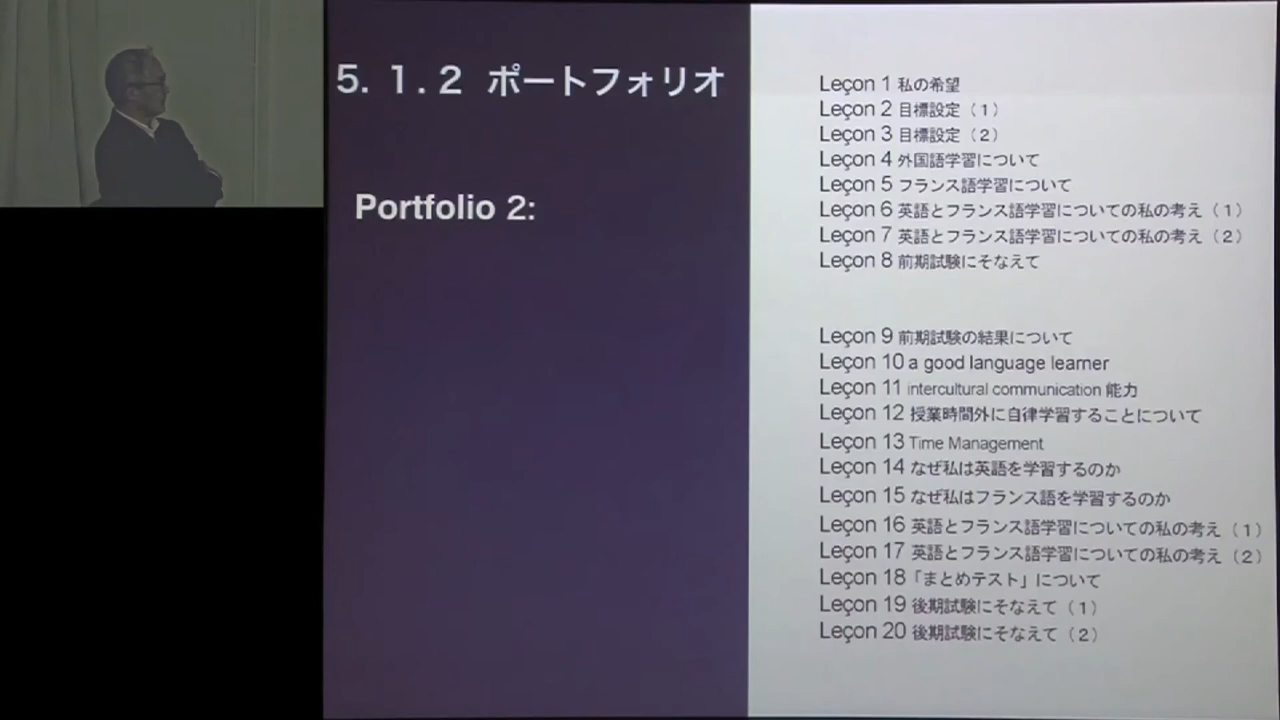 5. 1. 2 ポートフォリオ
Portfolio 2:
Leçon 1 私の希望
Leçon 2 目標設定（1）
Leçon 3 目標設定（2）
Leçon 4 外国語学習について
Leçon 5 フランス語学習について
Leçon 6 英語とフランス語学習についての私の考え（1）
Leçon 7 英語とフランス語学習についての私の考え（2）
Leçon 8 前期試験にそなえて
Leçon 9 前期試験の結果について
Leçon 10 a good language learner
Leçon 11 intercultural communication 能力
Leçon 12 授業時間外に自律学習することについて
Leçon 13 Time Management
Leçon 14 なぜ私は英語を学習するのか
Leçon 15 なぜ私はフランス語を学習するのか
Leçon 16 英語とフランス語学習についての私の考え（1）
Leçon 17 英語とフランス語学習についての私の考え（2）
Leçon 18「まとめテスト」について
Leçon 19 後期試験にそなえて（1）
Leçon 20 後期試験にそなえて（2）